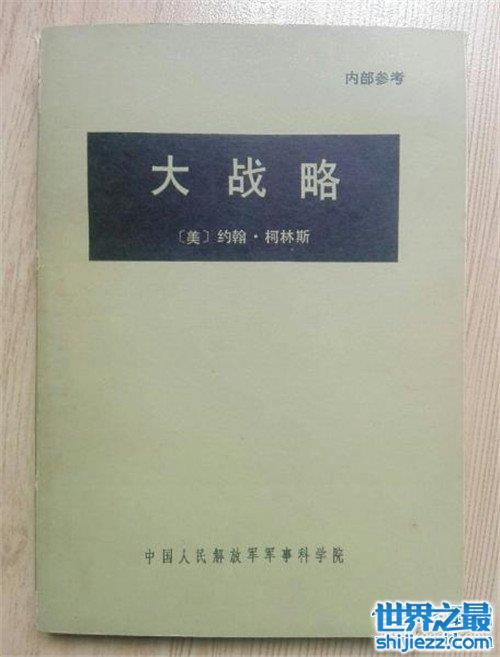 内部参考
大战略
〔美〕约翰·柯林斯
中国人民解放军军事科学院
世界之最
shijiezz.com